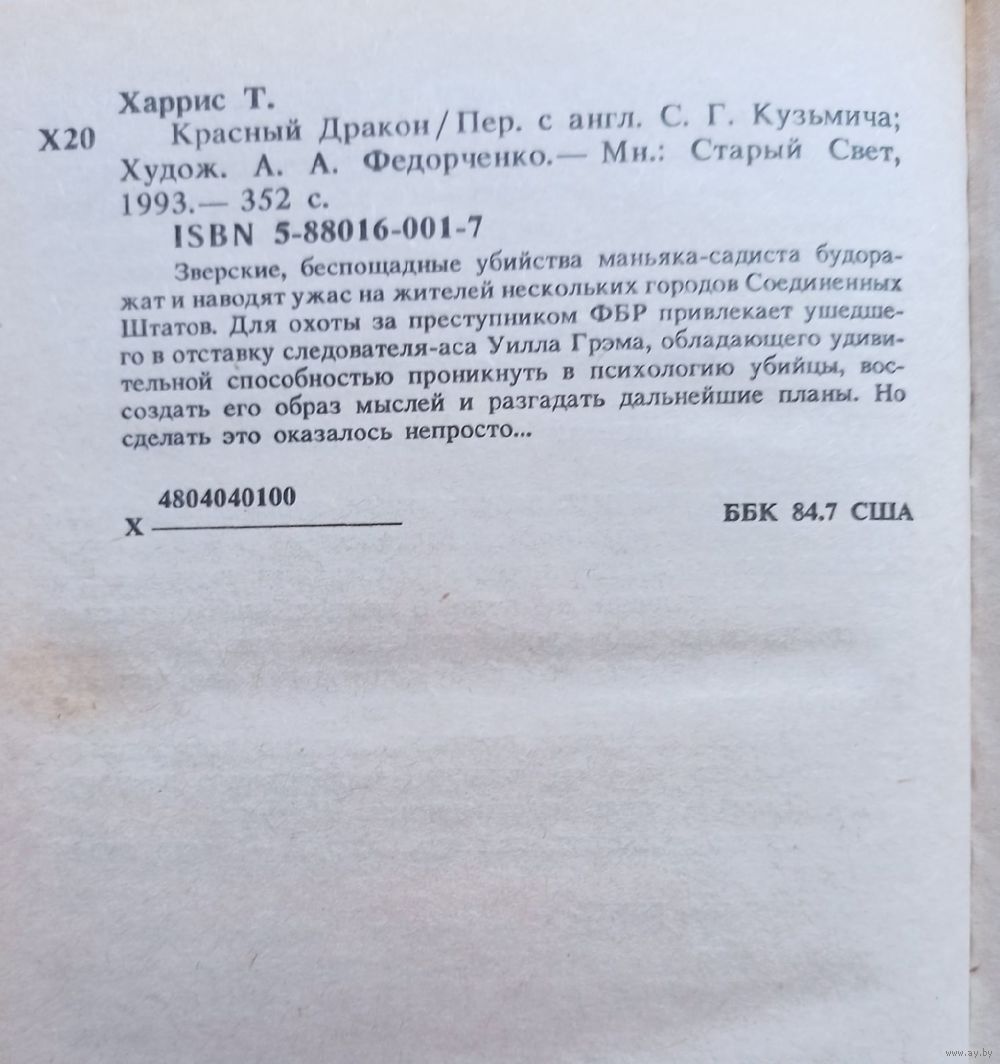 Харрис Т.
Х20 Красный Дракон/Пер. с англ. С. Г. Кузьмича;
Худож. А. А. Федорченко.— Мн.: Старый Свет,
1993.— 352 с.
ISBN 5-88016-001-7
Зверские, беспощадные убийства маньяка-садиста будора-
жат и наводят ужас на жителей нескольких городов Соединенных
Штатов. Для охоты за преступником ФБР привлекает ушедше-
го в отставку следователя-аса Уилла Грэма, обладающего удиви-
тельной способностью проникнуть в психологию убийцы, вос-
создать его образ мыслей и разгадать дальнейшие планы. Но
сделать это оказалось непросто...
4804040100
Х
ББК 84.7 США
www.ay.by